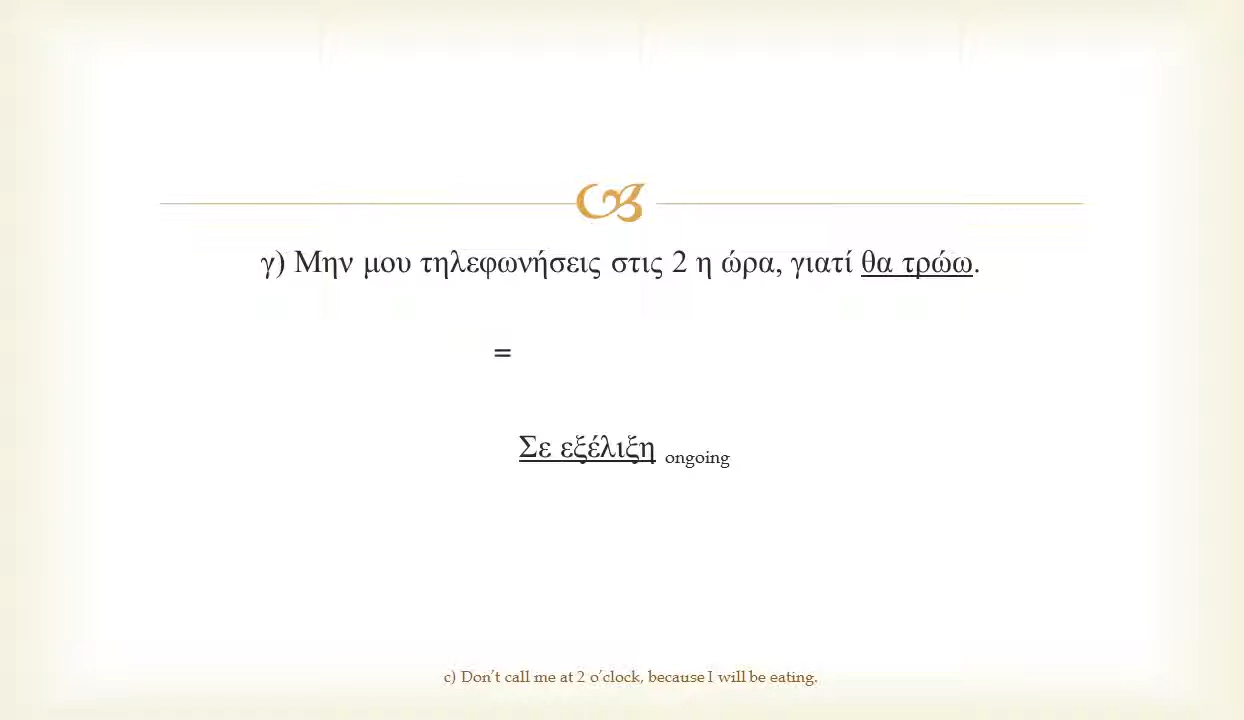 γ) Μην μου τηλεφωνήσεις στις 2 η ώρα, γιατί θα τρώω.
=
Σε εξέλιξη ongoing
c) Don’t call me at 2 o’clock, because I will be eating.